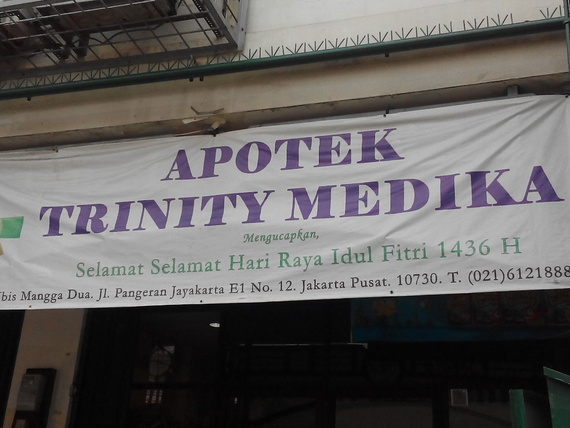 APOTEK
TRINITY MEDIKA
Mengucapkan,
Selamat Selamat Hari Raya Idul Fitri 1436 H
Mangga Dua. Jl. Pangeran Jayakarta E1 No. 12. Jakarta Pusat. 10730. T. (021)6121888